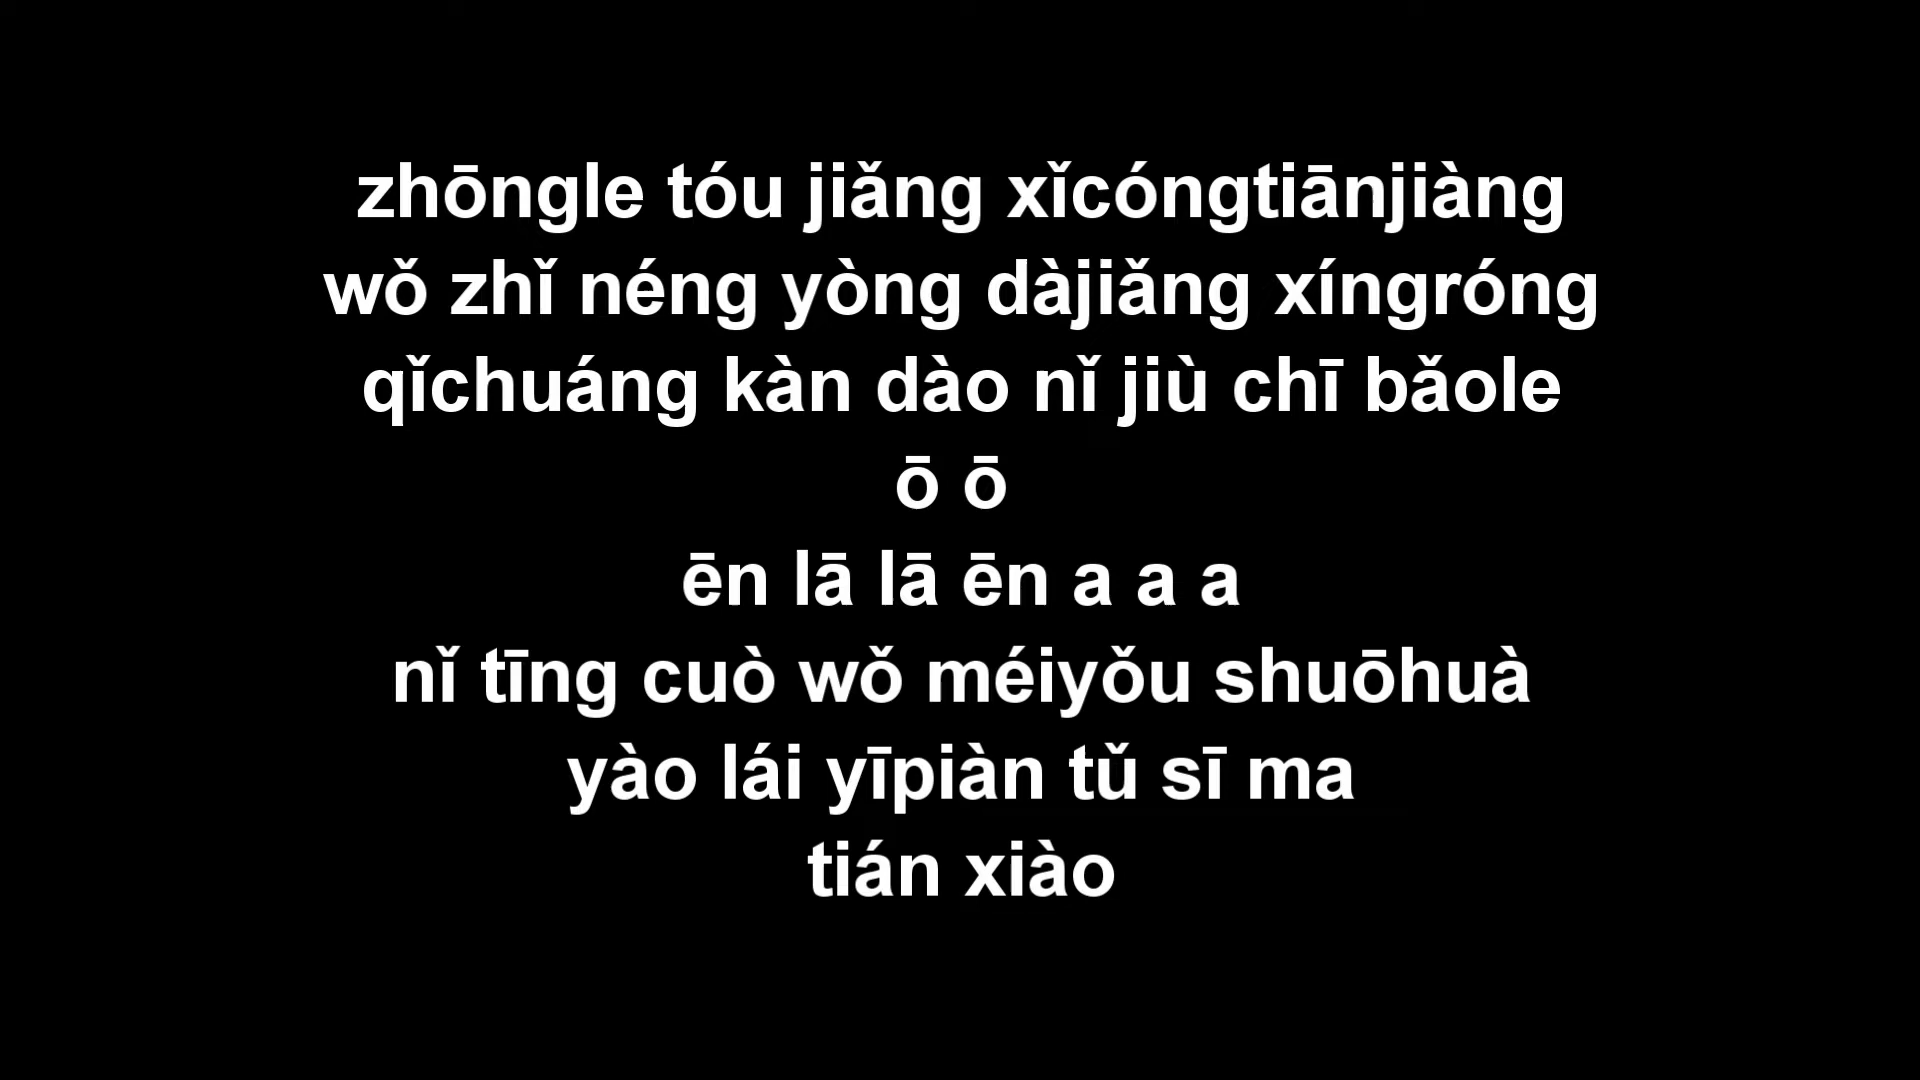 zhōngle tóu jiǎng xǐcóngtiānjiàng
wǒ zhǐ néng yòng dàjiǎng xíngróng
qǐchuáng kàn dào nǐ jiù chī bǎole
ō ō
ēn lā lā ēn a a a
nǐ tīng cuò wǒ méiyǒu shuōhuà
yào lái yīpiàn tǔ sī ma
tián xiào